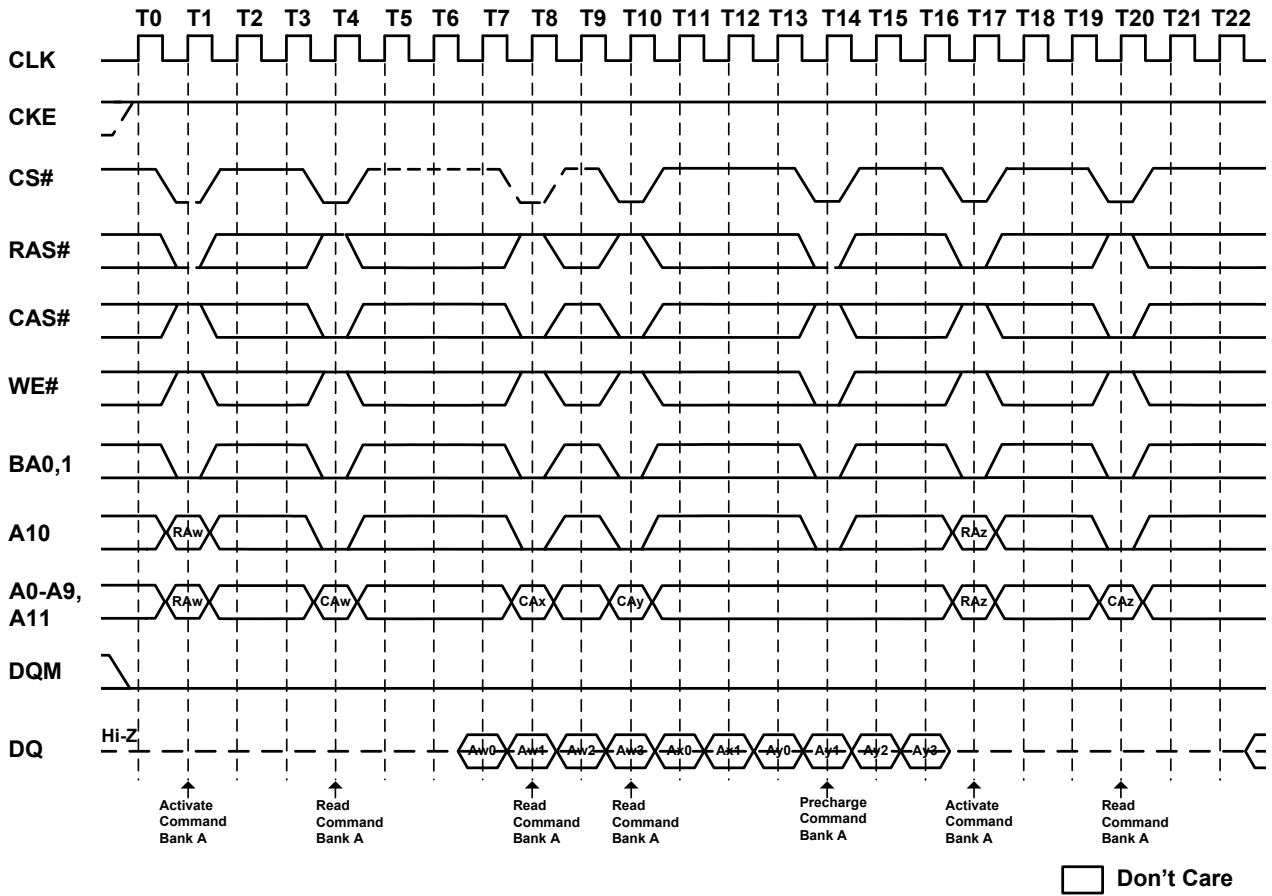 T0 T1 T2 T3 T4 T5 T6 T7 T8 T9 T10 T11 T12 T13 T14 T15 T16 T17 T18 T19 T20 T21 T22
CLK
CKE
CS#
RAS#
CAS#
WE#
BA0,1
A10
RAw RAz
A0-A9,
A11
RAw CAw CAx CAy RAz CAz
DQM
DQ
Hi-Z
Aw0 Aw1 Aw2 Aw3 Ax0 Ax1 Ay0 Ay1 Ay2 Ay3
Activate
Command
Bank A
Read
Command
Bank A
Read
Command
Bank A
Read
Command
Bank A
Precharge
Command
Bank A
Activate
Command
Bank A
Read
Command
Bank A
Don't Care